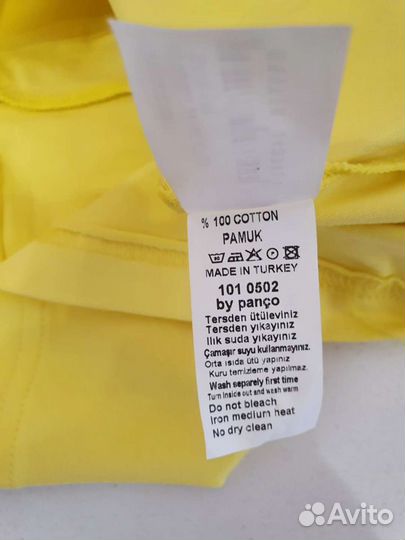 % 100 COTTON
PAMUK
MADE IN TURKEY
101 0502
by panço
Tersden ütüleviniz
Tersden yıkayınız
Ilık suda yıkayınız
Çamaşır suyu kullanmayınız.
Orta ısıda ütü yapınız
Kuru temizleme yapılmaz.
Wash separely first time
Turn inside out and wash warm
Do not bleach
Iron medium heat
No dry clean
Avito